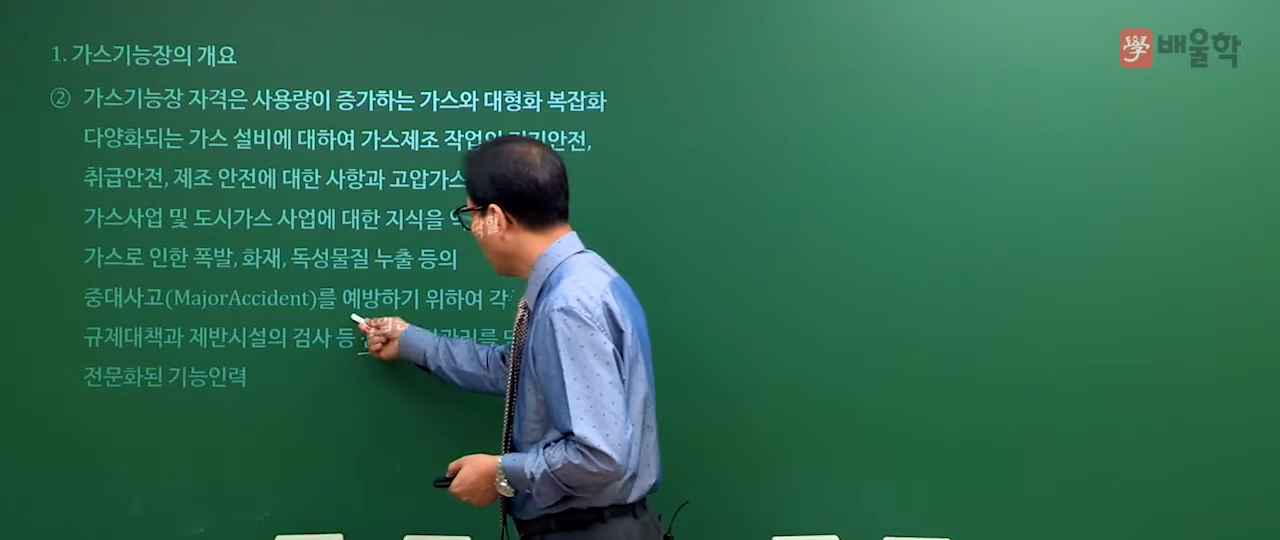 1. 가스기능장의 개요
學 배울학
② 가스기능장 자격은 사용량이 증가하는 가스와 대형화 복잡화
다양화되는 가스 설비에 대하여 가스제조 작업의
취급안전, 제조 안전에 대한 사항과 고압가스
가스사업 및 도시가스 사업에 대한 지식을
가스로 인한 폭발, 화재, 독성물질 누출 등의
중대사고(MajorAccident)를 예방하기 위하여
규제대책과 제반시설의 검사 등
전문화된 기능인력